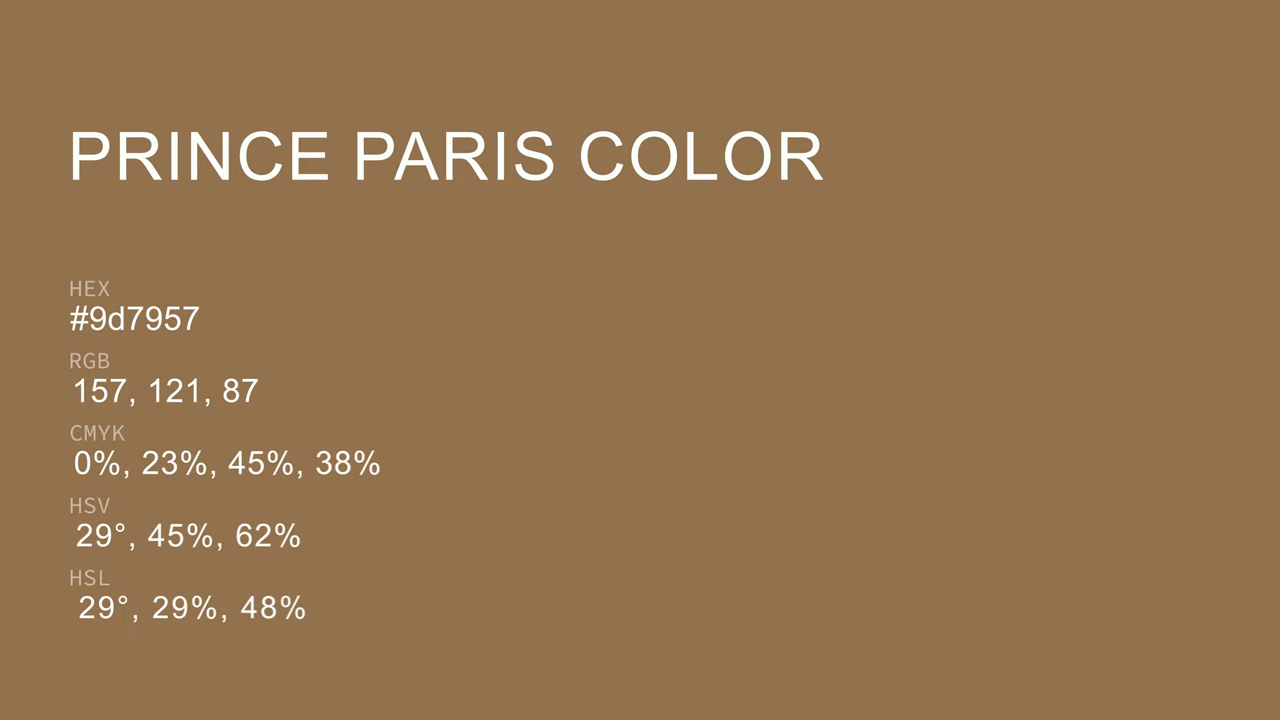 PRINCE PARIS COLOR
HEX
#9d7957
RGB
157, 121, 87
CMYK
0%, 23%, 45%, 38%
HSV
29°, 45%, 62%
HSL
29°, 29%, 48%